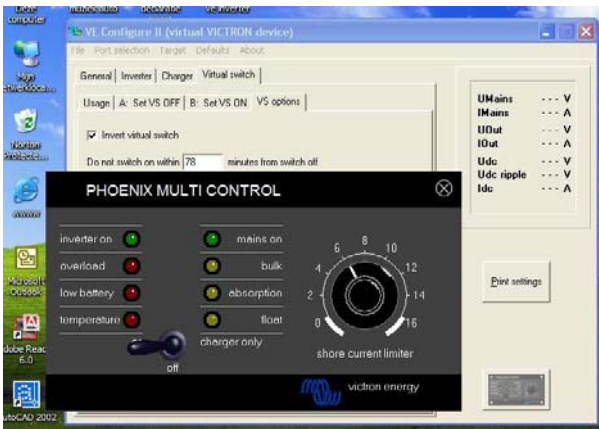 computer
VE Configure II (virtual VICTRON device)
File Port selection Target Defaults About
General Inverter Charger Virtual switch
Usage A: Set VS OFF B: Set VS ON VS options
Invert virtual switch
Do not switch on within 78 minutes from switch off
UMains --- V
IMains --- A
UOut --- V
IOut --- A
Udc --- V
Udc ripple --- V
Idc --- A
Print settings
Norton
Microsoft
Outlook
6.0
AutoCAD 2002
PHOENIX MULTI CONTROL
inverter on
overload
low battery
temperature
mains on
bulk
absorption
float
off
charger only
0 2 4 6 8 10 12 14 16
shore current limiter
victron energy